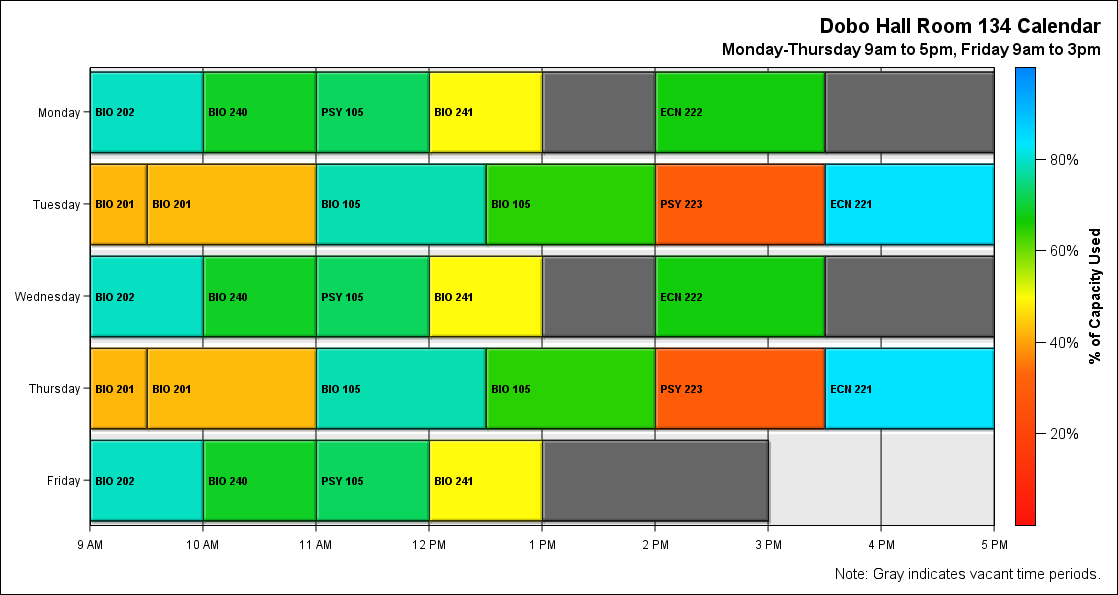 Dobo Hall Room 134 Calendar
Monday-Thursday 9am to 5pm, Friday 9am to 3pm
Monday BIO 202 BIO 240 PSY 105 BIO 241 ECN 222
80%
Tuesday BIO 201 BIO 201 BIO 105 BIO 105 PSY 223 ECN 221
60%
Wednesday BIO 202 BIO 240 PSY 105 BIO 241 ECN 222
% of Capacity Used
40%
Thursday BIO 201 BIO 201 BIO 105 BIO 105 PSY 223 ECN 221
20%
Friday BIO 202 BIO 240 PSY 105 BIO 241
9 AM 10 AM 11 AM 12 PM 1 PM 2 PM 3 PM 4 PM 5 PM
Note: Gray indicates vacant time periods.